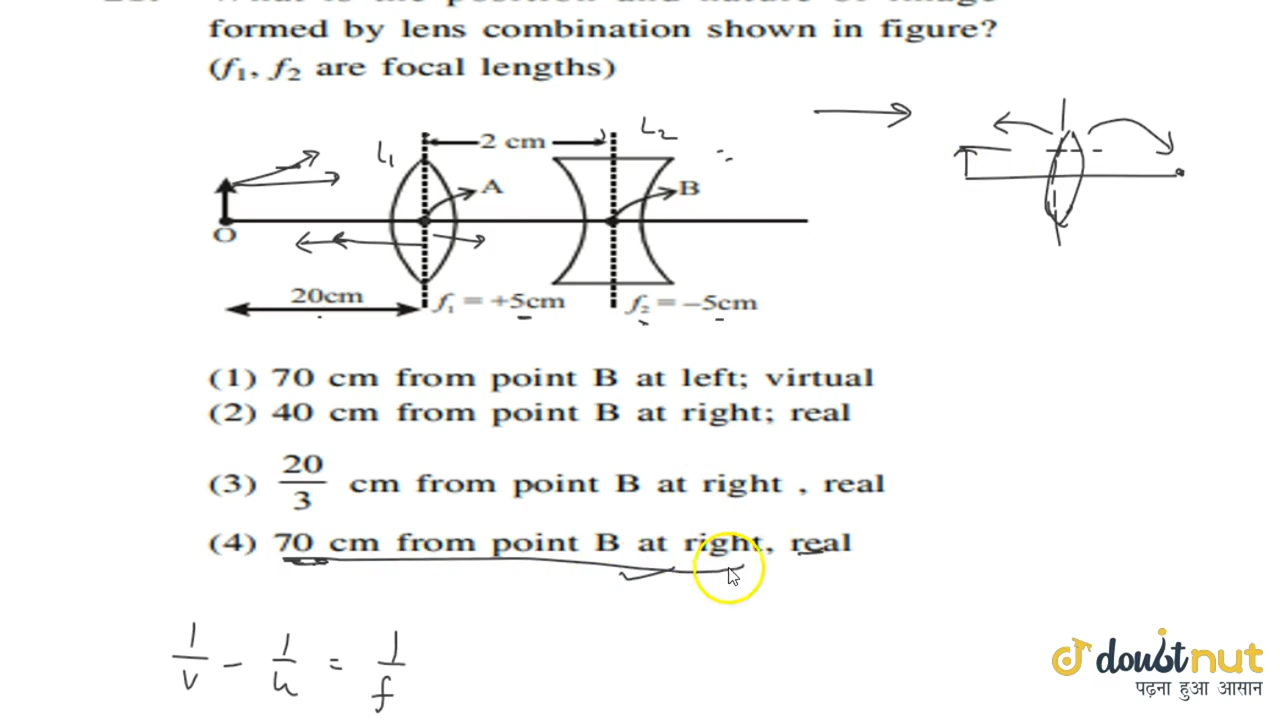 formed by lens combination shown in figure?
(f₁, f₂ are focal lengths)
L₁
2 cm
L₂
A
B
O
20cm
f₁ = +5cm
f₂ = −5cm
(1) 70 cm from point B at left; virtual
(2) 40 cm from point B at right; real
(3) 20/3 cm from point B at right , real
(4) 70 cm from point B at right, real
1/v − 1/u = 1/f
doubtnut
पढ़ना हुआ आसान